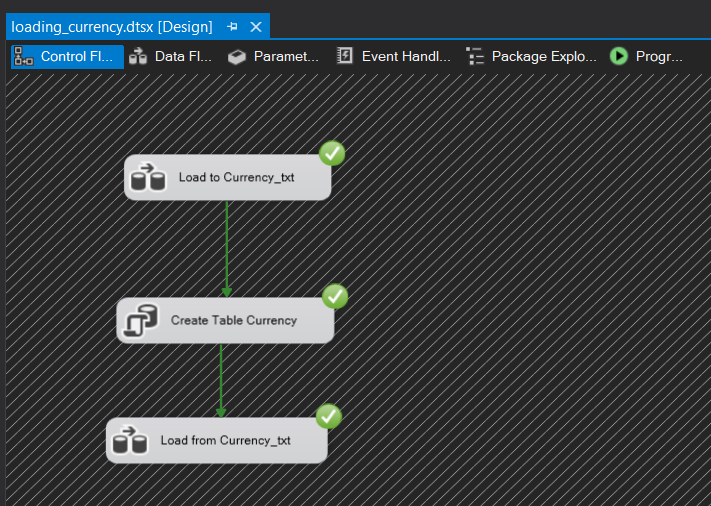 loading_currency.dtsx [Design]
Control Fl... Data Fl... Paramet... Event Handl... Package Explo... Progr...
Load to Currency_txt
Create Table Currency
Load from Currency_txt